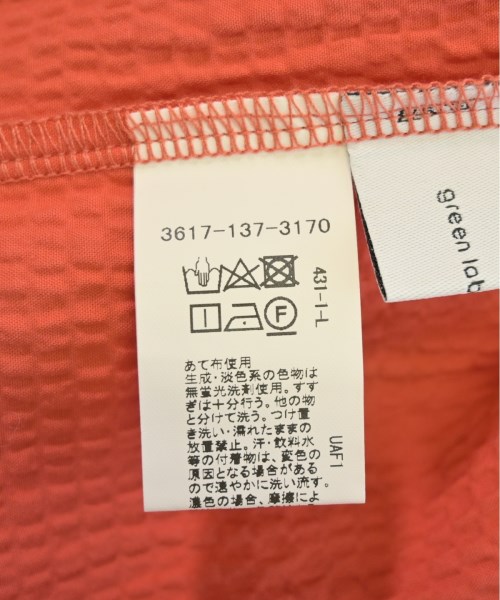 3617-137-3170
431-1-L
F
あて布使用
生成・淡色系の色物は
無蛍光洗剤使用。すす
ぎは十分行う。他の物
と分けて洗う。つけ置
き洗い・濡れたままの
放置禁止。汗・飲料水
等の付着物は、変色の
原因となる場合がある
ので速やかに洗い流す。
濃色の場合、摩擦によ
UAF1
green lab